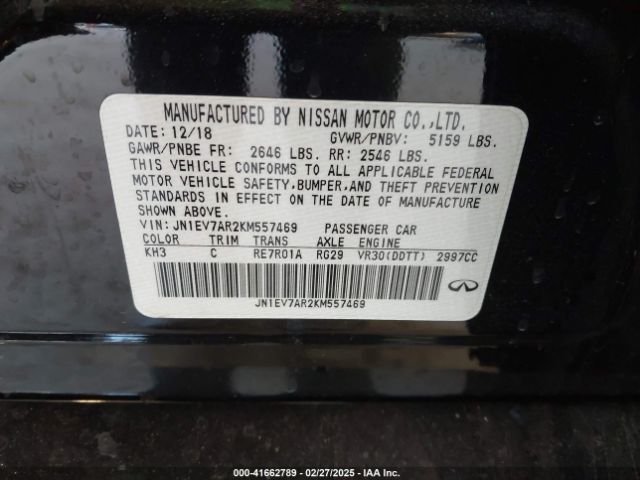 MANUFACTURED BY NISSAN MOTOR CO.,LTD.
DATE: 12/18 GVWR/PNBV: 5159 LBS.
GAWR/PNBE FR: 2646 LBS. RR: 2546 LBS.
THIS VEHICLE CONFORMS TO ALL APPLICABLE FEDERAL
MOTOR VEHICLE SAFETY,BUMPER,AND THEFT PREVENTION
STANDARDS IN EFFECT ON THE DATE OF MANUFACTURE
SHOWN ABOVE.
VIN: JN1EV7AR2KM557469 PASSENGER CAR
COLOR TRIM TRANS AXLE ENGINE
KH3 C RE7R01A RG29 VR30(DDTT) 2997CC
JN1EV7AR2KM557469
INFINITI
000-41662789 - 02/27/2025 - IAA Inc.